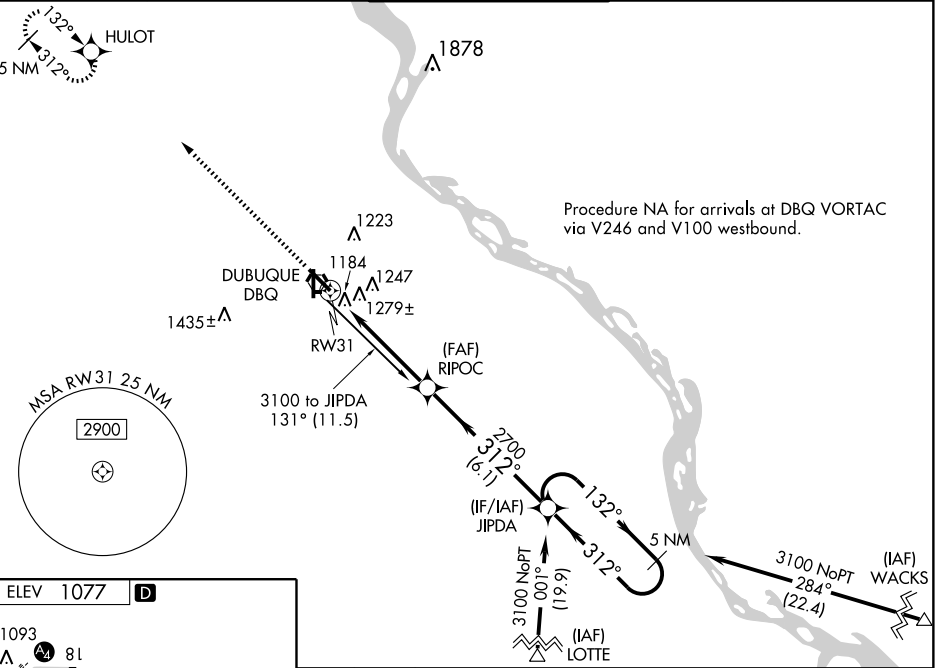 132°
312°
HULOT
5 NM
1878
Procedure NA for arrivals at DBQ VORTAC
via V246 and V100 westbound.
1223
1184
1247
1279±
DUBUQUE
DBQ
1435±
RW31
(FAF)
RIPOC
3100 to JIPDA
131° (11.5)
MSA RW31 25 NM
2900
2700
312°
(6.1)
(IF/IAF)
JIPDA
132°
312°
5 NM
3100 NoPT
001°
(19.9)
(IAF)
LOTTE
3100 NoPT
284°
(22.4)
(IAF)
WACKS
ELEV 1077 D
1093
A4
18